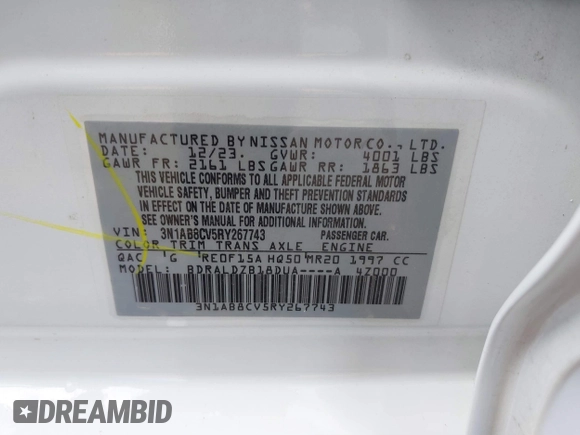 MANUFACTURED BY NISSAN MOTOR CO., LTD.
DATE: 12/23. GVWR: 4001 LBS
GAWR FR: 2161 LBS GAWR RR: 1863 LBS
THIS VEHICLE CONFORMS TO ALL APPLICABLE FEDERAL MOTOR
VEHICLE SAFETY, BUMPER AND THEFT PREVENTION STANDARDS
IN EFFECT ON THE DATE OF MANUFACTURE SHOWN ABOVE.
SEE OWNER'S MANUAL FOR ADDITIONAL INFORMATION.
VIN: 3N1AB8CV5RY267743 PASSENGER CAR.
COLOR TRIM TRANS AXLE ENGINE
QAC G RE0F15A HQ50 MR20 1997 CC
MODEL: BDRALDZB18DUA----A 47000
3N1AB8CV5RY267743
DREAMBID